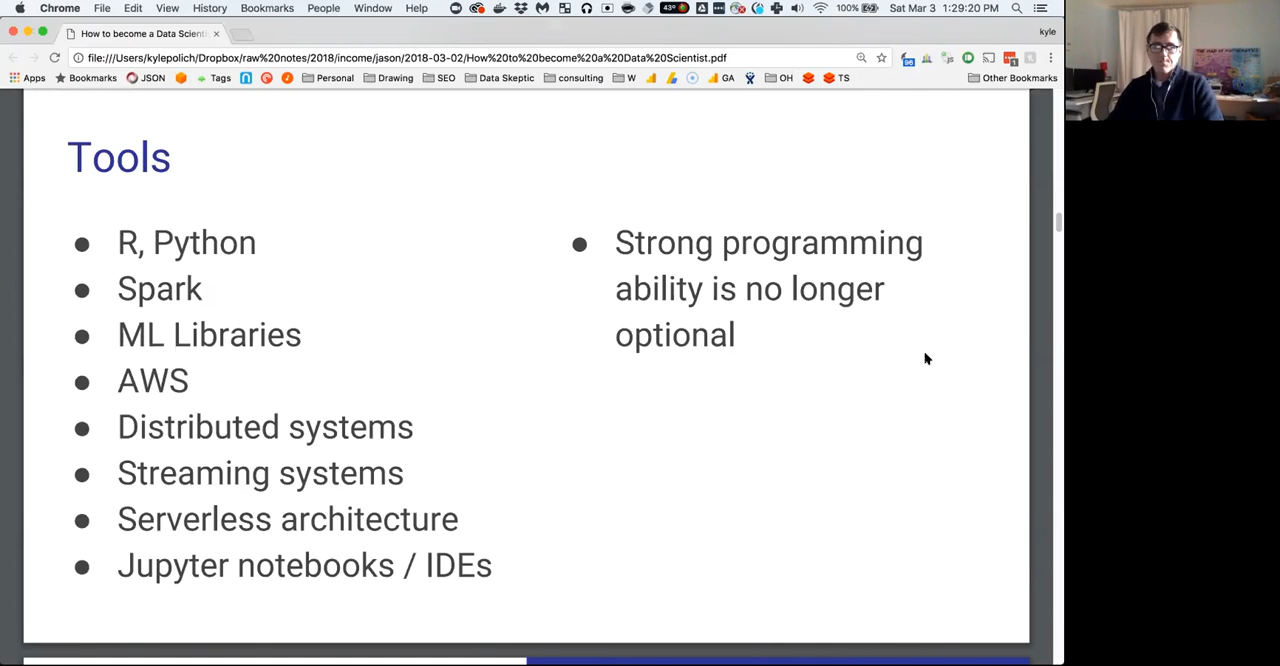 Chrome File Edit View History Bookmarks People Window Help 43° 100% Sat Mar 3 1:29:20 PM
How to become a Data Scienti kyle
file:///Users/kylepolich/Dropbox/raw%20notes/2018/income/jason/2018-03-02/How%20to%20become%20a%20Data%20Scientist.pdf
Apps Bookmarks JSON Tags Personal Drawing SEO Data Skeptic consulting W GA OH TS Other Bookmarks
Tools
R, Python
Spark
ML Libraries
AWS
Distributed systems
Streaming systems
Serverless architecture
Jupyter notebooks / IDEs
Strong programming
ability is no longer
optional